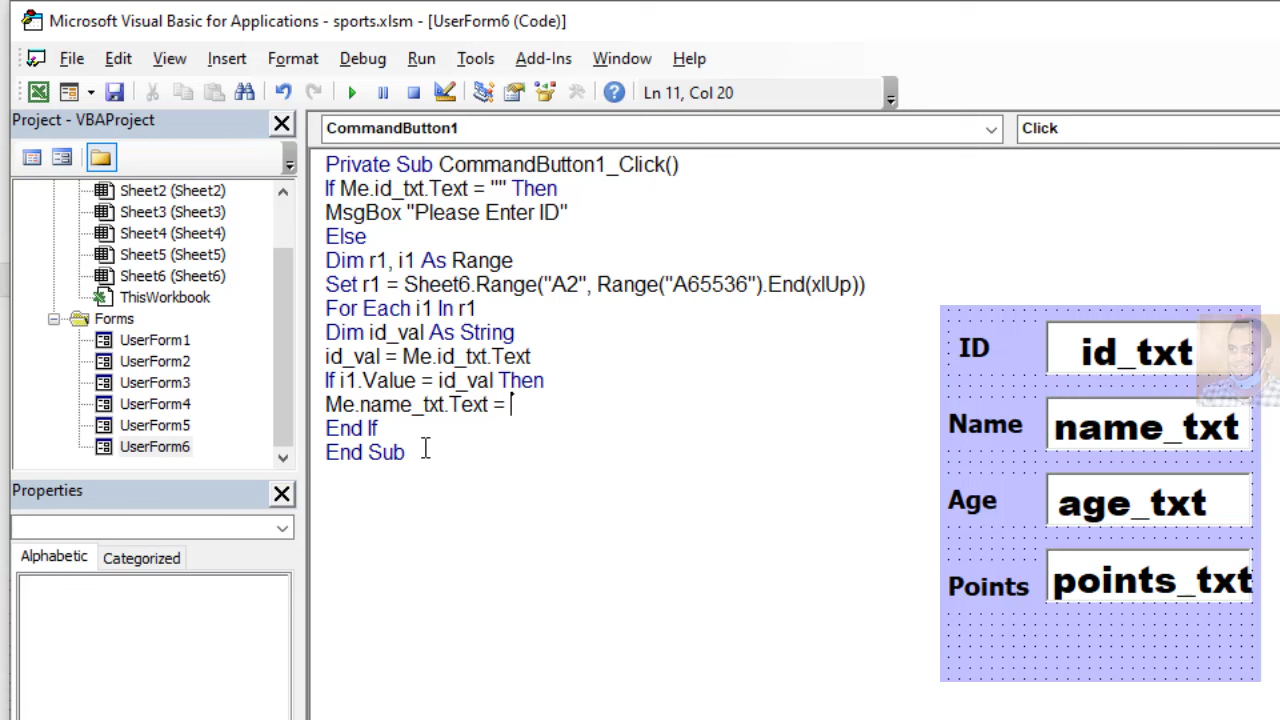 Microsoft Visual Basic for Applications - sports.xlsm - [UserForm6 (Code)]
File Edit View Insert Format Debug Run Tools Add-Ins Window Help
Ln 11, Col 20
Project - VBAProject
CommandButton1
Click
Sheet2 (Sheet2)
Sheet3 (Sheet3)
Sheet4 (Sheet4)
Sheet5 (Sheet5)
Sheet6 (Sheet6)
ThisWorkbook
Forms
UserForm1
UserForm2
UserForm3
UserForm4
UserForm5
UserForm6
Properties
Alphabetic Categorized
Private Sub CommandButton1_Click()
If Me.id_txt.Text = "" Then
MsgBox "Please Enter ID"
Else
Dim r1, i1 As Range
Set r1 = Sheet6.Range("A2", Range("A65536").End(xlUp))
For Each i1 In r1
Dim id_val As String
id_val = Me.id_txt.Text
If i1.Value = id_val Then
Me.name_txt.Text =
End If
End Sub
ID id_txt
Name name_txt
Age age_txt
Points points_txt